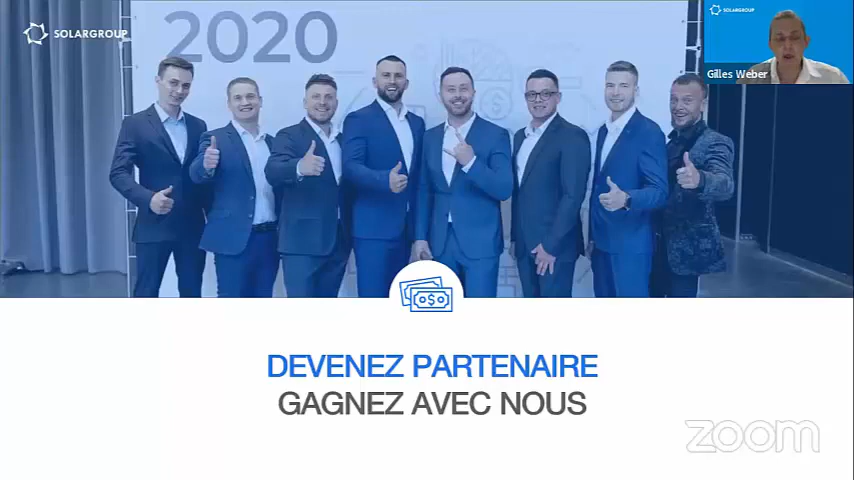 SOLARGROUP
2020
SOLARGROUP
Gilles Weber
DEVENEZ PARTENAIRE
GAGNEZ AVEC NOUS
zoom